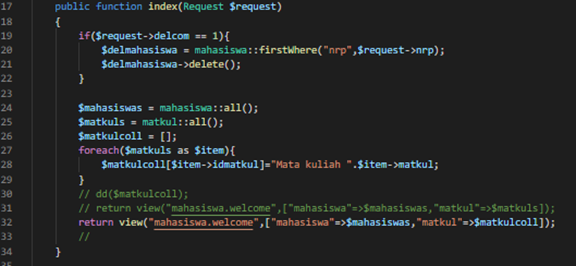 17 public function index(Request $request)
18 {
19 if($request->delcom == 1){
20 $delmahasiswa = mahasiswa::firstWhere("nrp",$request->nrp);
21 $delmahasiswa->delete();
22 }
23
24 $mahasiswas = mahasiswa::all();
25 $matkuls = matkul::all();
26 $matkulcoll = [];
27 foreach($matkuls as $item){
28 $matkulcoll[$item->idmatkul]="Mata kuliah ".$item->matkul;
29 }
30 // dd($matkulcoll);
31 // return view("mahasiswa.welcome",["mahasiswa"=>$mahasiswas,"matkul"=>$matkuls]);
32 return view("mahasiswa.welcome",["mahasiswa"=>$mahasiswas,"matkul"=>$matkulcoll]);
33 //
34 }
35